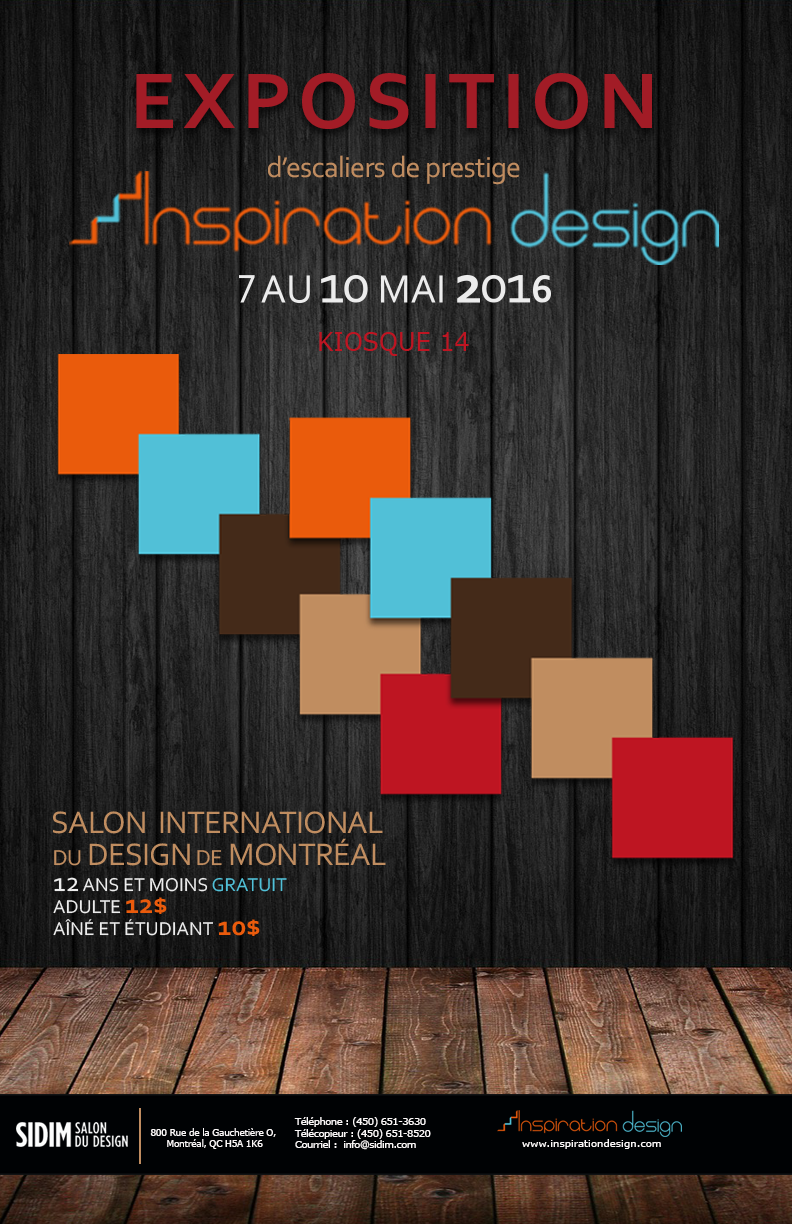 EXPOSITION
d'escaliers de prestige
Inspiration design
7 AU 10 MAI 2016
KIOSQUE 14
SALON INTERNATIONAL
DU DESIGN DE MONTRÉAL
12 ANS ET MOINS GRATUIT
ADULTE 12$
AÎNÉ ET ÉTUDIANT 10$
SIDIM SALON
DU DESIGN
800 Rue de la Gauchetière O,
Montréal, QC H5A 1K6
Téléphone : (450) 651-3630
Télécopieur : (450) 651-8520
Courriel : info@sidim.com
Inspiration design
www.inspirationdesign.com